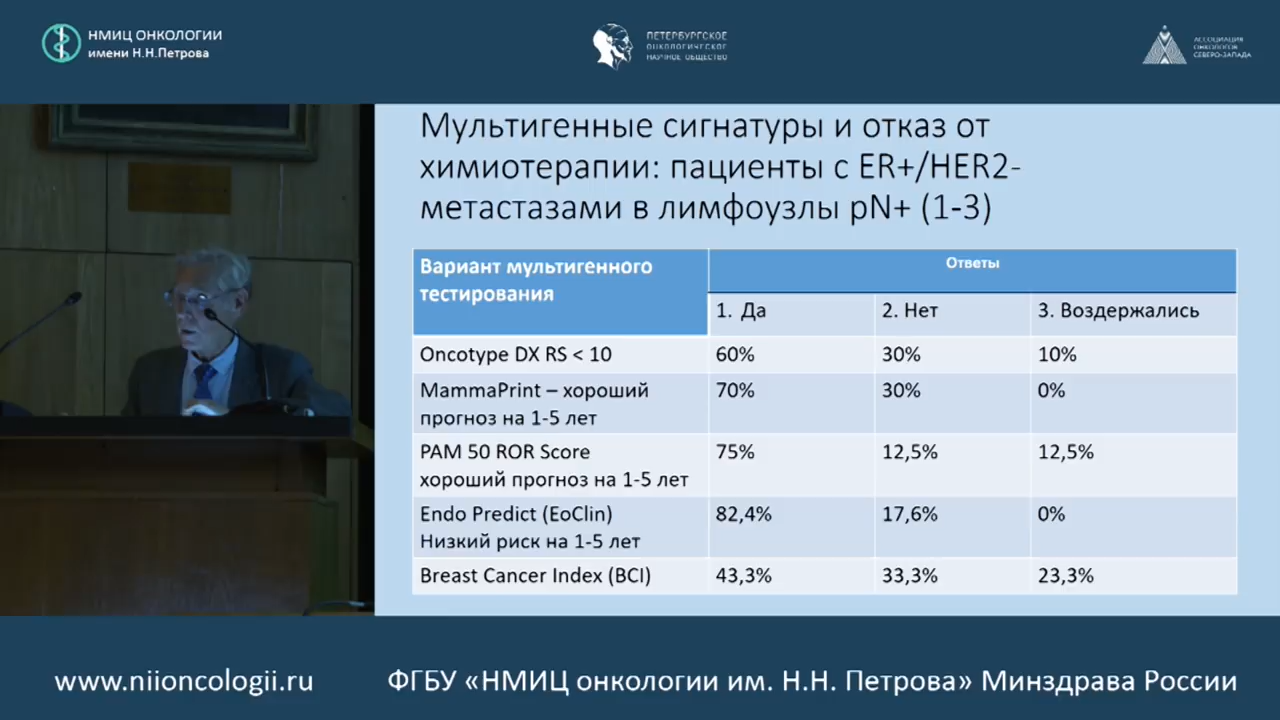 НМИЦ ОНКОЛОГИИ
имени Н.Н.Петрова
ПЕТЕРБУРГСКОЕ
ОНКОЛОГИЧЕСКОЕ
НАУЧНОЕ ОБЩЕСТВО
АССОЦИАЦИЯ
ОНКОЛОГОВ
СЕВЕРО-ЗАПАДА
Мультигенные сигнатуры и отказ от
химиотерапии: пациенты с ER+/HER2-
метастазами в лимфоузлы pN+ (1-3)
Вариант мультигенного
тестирования
Ответы
1. Да
2. Нет
3. Воздержались
Oncotype DX RS < 10
60%
30%
10%
MammaPrint – хороший
прогноз на 1-5 лет
70%
30%
0%
PAM 50 ROR Score
хороший прогноз на 1-5 лет
75%
12,5%
12,5%
Endo Predict (EoClin)
Низкий риск на 1-5 лет
82,4%
17,6%
0%
Breast Cancer Index (BCI)
43,3%
33,3%
23,3%
www.niioncologii.ru
ФГБУ «НМИЦ онкологии им. Н.Н. Петрова» Минздрава России